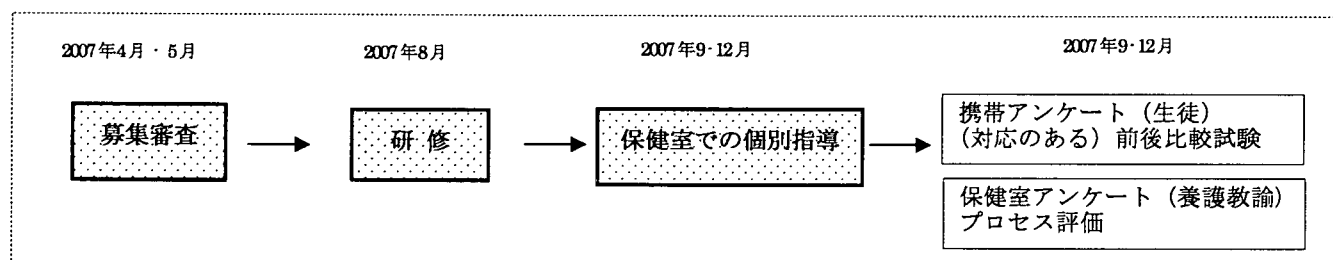 2007年4月・5月
2007年8月
2007年9-12月
2007年9-12月
募集審査
研 修
保健室での個別指導
携帯アンケート（生徒）
（対応のある）前後比較試験
保健室アンケート（養護教諭）
プロセス評価